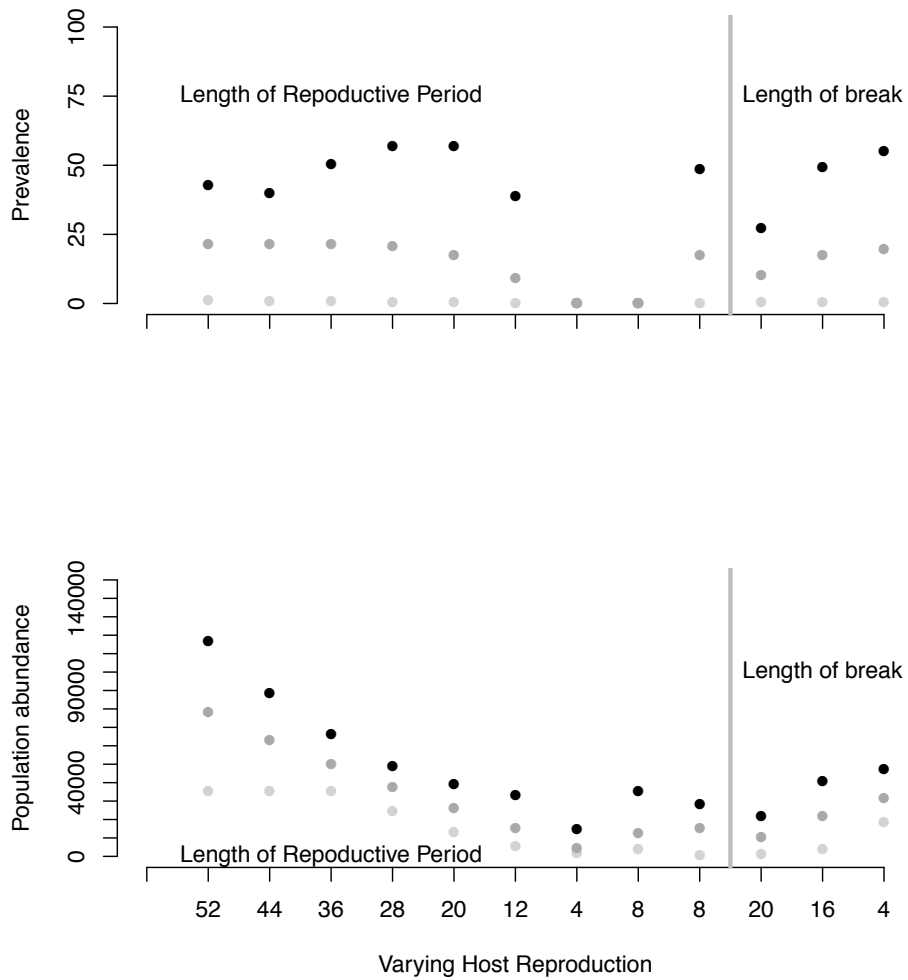 100
75
50
25
0
Prevalence
Length of Repoductive Period
Length of break
140000
90000
40000
0
Population abundance
Length of break
Length of Repoductive Period
52 44 36 28 20 12 4 8 8 20 16 4
Varying Host Reproduction